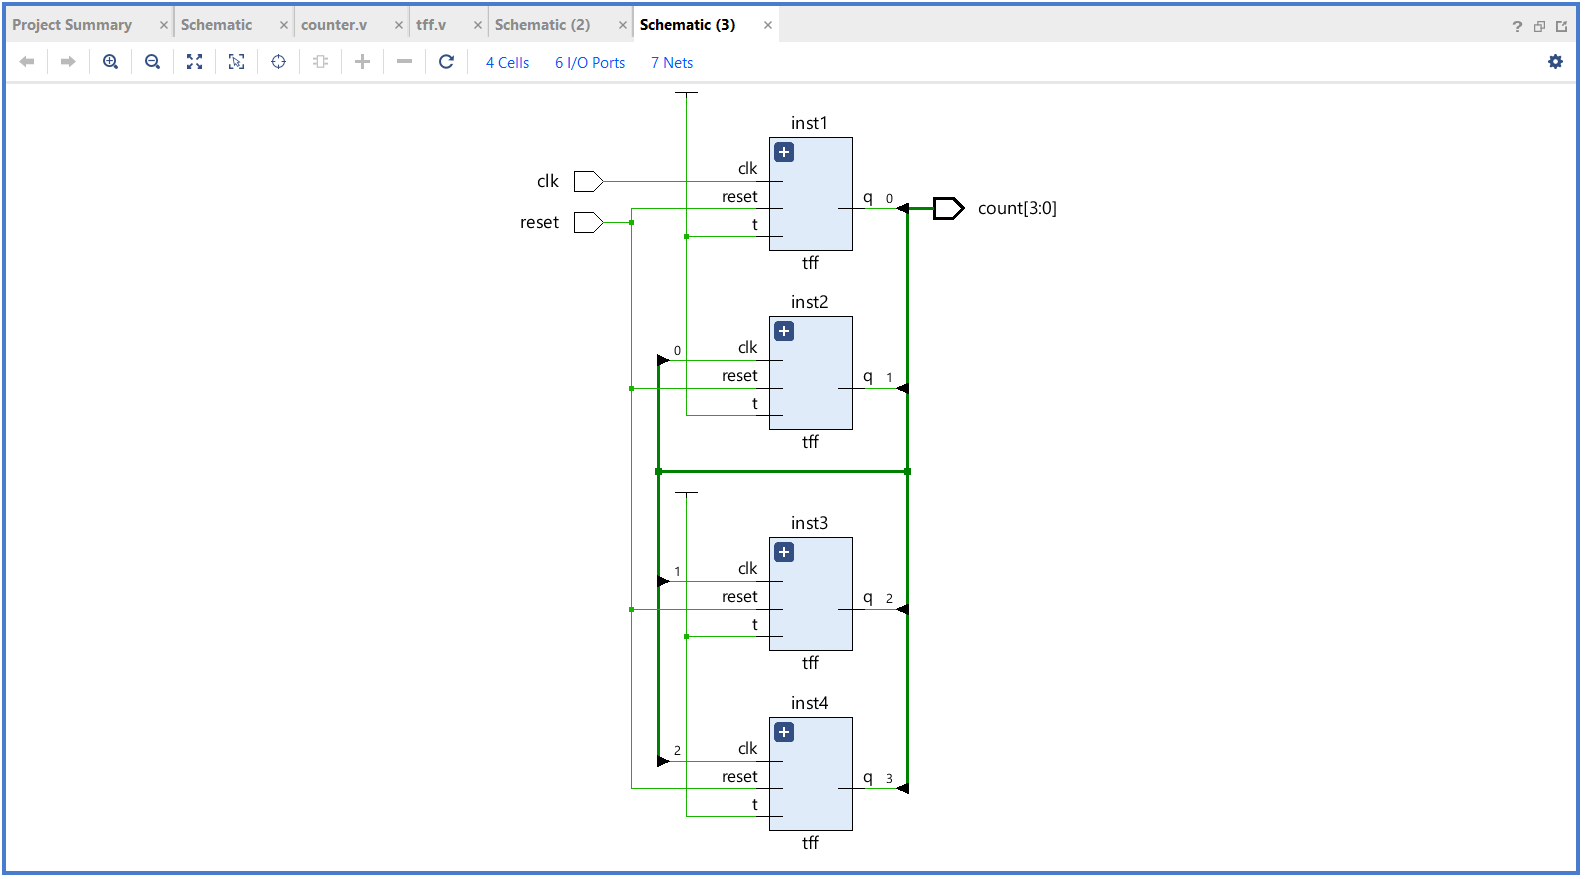 Project Summary × Schematic × counter.v × tff.v × Schematic (2) × Schematic (3) × ?
4 Cells 6 I/O Ports 7 Nets
inst1
clk
clk
reset
q 0
count[3:0]
reset
t
tff
inst2
0
clk
reset
q 1
t
tff
inst3
1
clk
reset
q 2
t
tff
inst4
2
clk
reset
q 3
t
tff